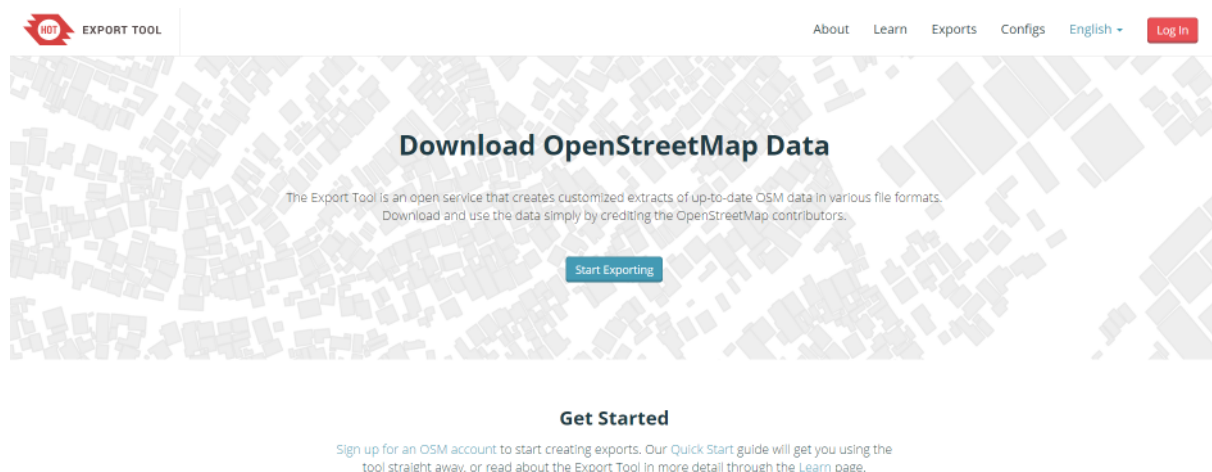 HOT EXPORT TOOL About Learn Exports Configs English Log In
Download OpenStreetMap Data
The Export Tool is an open service that creates customized extracts of up-to-date OSM data in various file formats.
Download and use the data simply by crediting the OpenStreetMap contributors.
Start Exporting
Get Started
Sign up for an OSM account to start creating exports. Our Quick Start guide will get you using the
tool straight away, or read about the Export Tool in more detail through the Learn page.